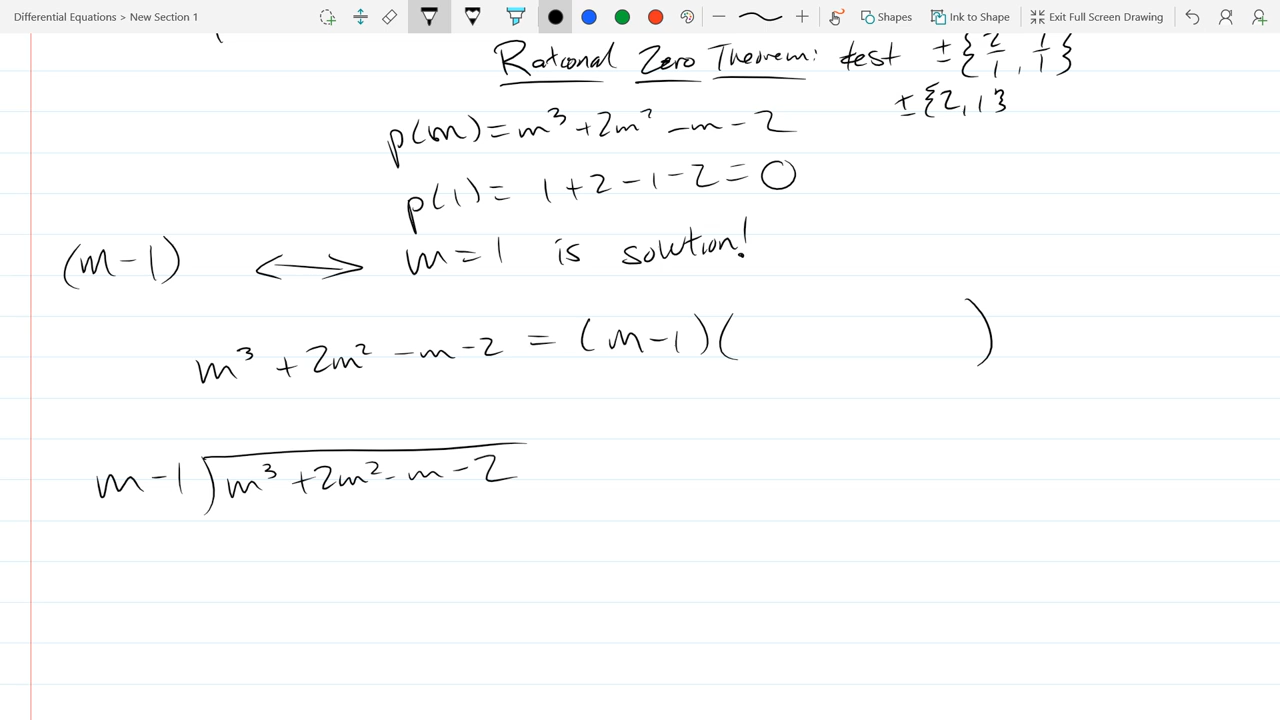 Differential Equations > New Section 1
Shapes Ink to Shape Exit Full Screen Drawing
Rational Zero Theorem: test ±{2/1, 1/1}
±{2, 1}
p(m) = m³ + 2m² - m - 2
p(1) = 1 + 2 - 1 - 2 = 0
(m - 1) ⟷ m = 1 is solution!
m³ + 2m² - m - 2 = (m - 1)( )
m - 1 ) m³ + 2m² - m - 2